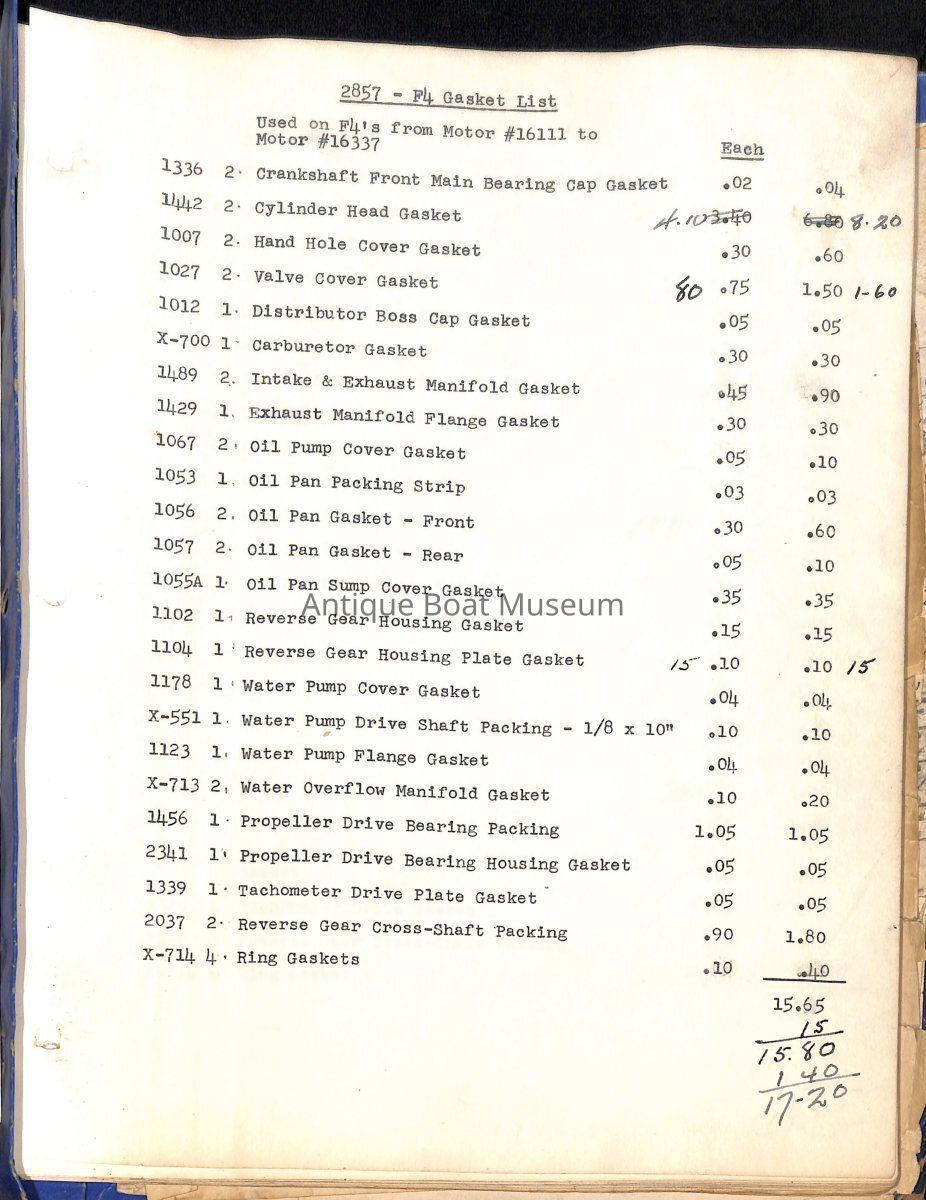 2857 - F4 Gasket List
Used on F4's from Motor #16111 to
Motor #16337
Each
1336 2. Crankshaft Front Main Bearing Cap Gasket .02 .04
1442 2. Cylinder Head Gasket 4.10 3.40 6.80 8.20
1007 2. Hand Hole Cover Gasket .30 .60
1027 2. Valve Cover Gasket 80 .75 1.50 1-60
1012 1. Distributor Boss Cap Gasket .05 .05
X-700 1 Carburetor Gasket .30 .30
1489 2. Intake & Exhaust Manifold Gasket .45 .90
1429 1. Exhaust Manifold Flange Gasket .30 .30
1067 2. Oil Pump Cover Gasket .05 .10
1053 1. Oil Pan Packing Strip .03 .03
1056 2. Oil Pan Gasket - Front .30 .60
1057 2. Oil Pan Gasket - Rear .05 .10
1055A 1. Oil Pan Sump Cover Gasket .35 .35
Antique Boat Museum
1102 1. Reverse Gear Housing Gasket .15 .15
1104 1. Reverse Gear Housing Plate Gasket 15 .10 .10 15
1178 1. Water Pump Cover Gasket .04 .04
X-551 1. Water Pump Drive Shaft Packing - 1/8 x 10" .10 .10
1123 1. Water Pump Flange Gasket .04 .04
X-713 2. Water Overflow Manifold Gasket .10 .20
1456 1. Propeller Drive Bearing Packing 1.05 1.05
2341 1. Propeller Drive Bearing Housing Gasket .05 .05
1339 1. Tachometer Drive Plate Gasket .05 .05
2037 2. Reverse Gear Cross-Shaft Packing .90 1.80
X-714 4. Ring Gaskets .10 .40
15.65
15
15.80
1 40
17-20